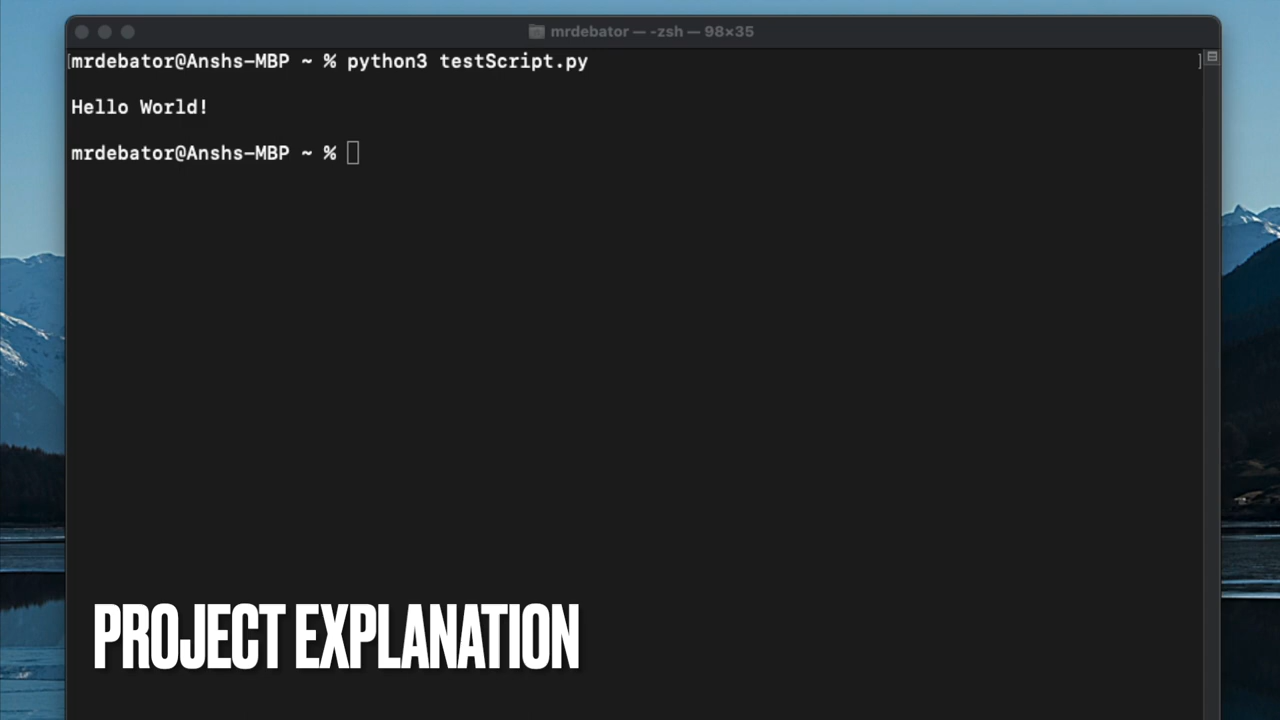 mrdebator — -zsh — 98×35
[mrdebator@Anshs-MBP ~ % python3 testScript.py ]
Hello World!
mrdebator@Anshs-MBP ~ %
PROJECT EXPLANATION